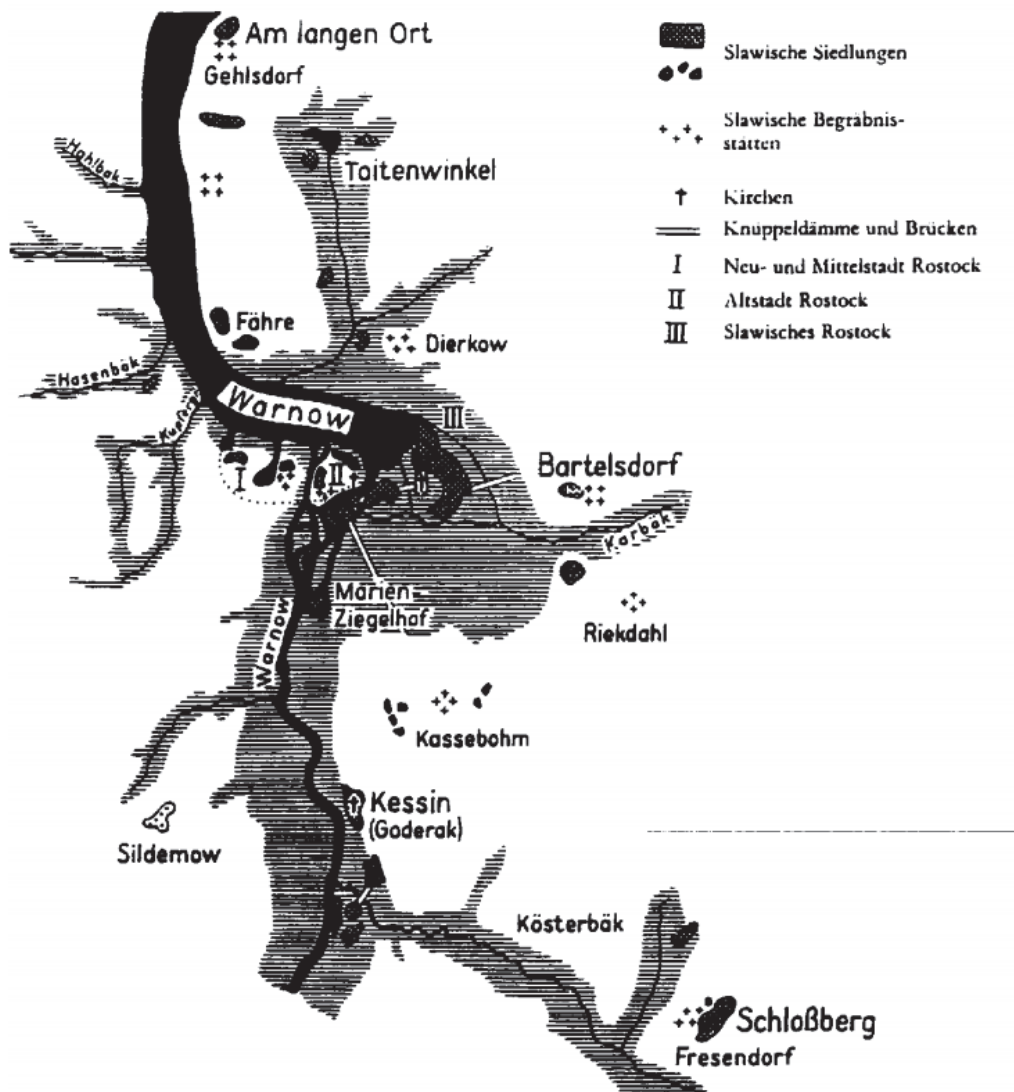 Am langen Ort
Gehlsdorf
Hahlbäk
Toitenwinkel
Fähre
Dierkow
Hasenbäk
Warnow
III
I
II
Bartelsdorf
Karbäk
Marien-
Ziegelhof
Riekdahl
Warnow
Kassebohm
Kessin
(Goderak)
Sildemow
Kösterbäk
Schloßberg
Fresendorf
Slawische Siedlungen
Slawische Begräbnis-
stätten
Kirchen
Knüppeldämme und Brücken
I Neu- und Mittelstadt Rostock
II Altstadt Rostock
III Slawisches Rostock